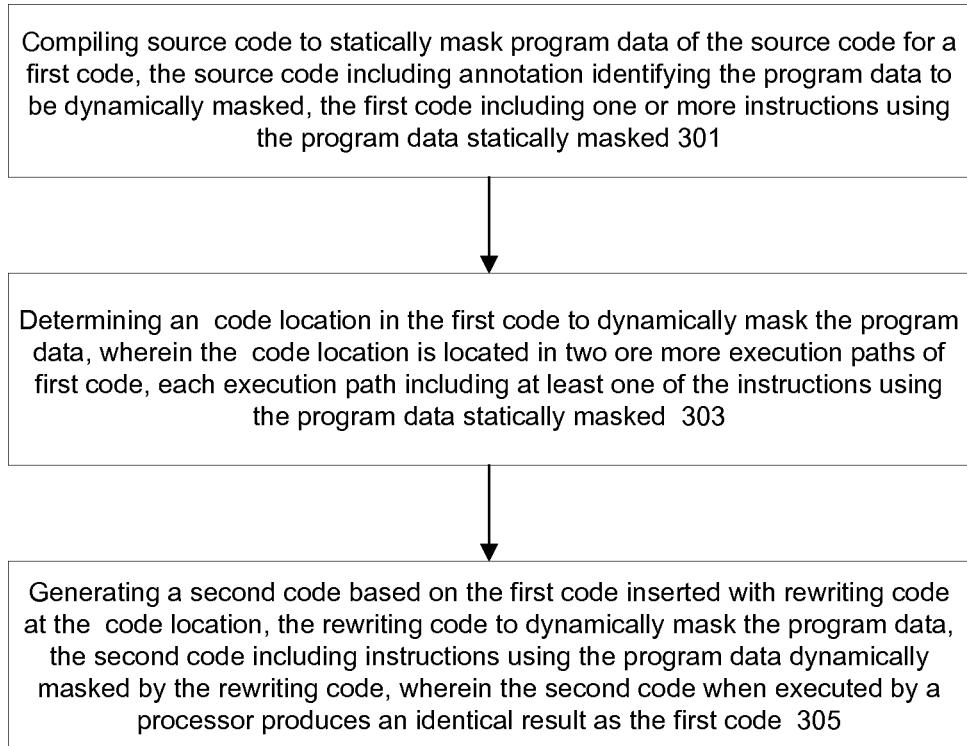 Compiling source code to statically mask program data of the source code for a
first code, the source code including annotation identifying the program data to
be dynamically masked, the first code including one or more instructions using
the program data statically masked 301
Determining an code location in the first code to dynamically mask the program
data, wherein the code location is located in two ore more execution paths of
first code, each execution path including at least one of the instructions using
the program data statically masked 303
Generating a second code based on the first code inserted with rewriting code
at the code location, the rewriting code to dynamically mask the program data,
the second code including instructions using the program data dynamically
masked by the rewriting code, wherein the second code when executed by a
processor produces an identical result as the first code 305